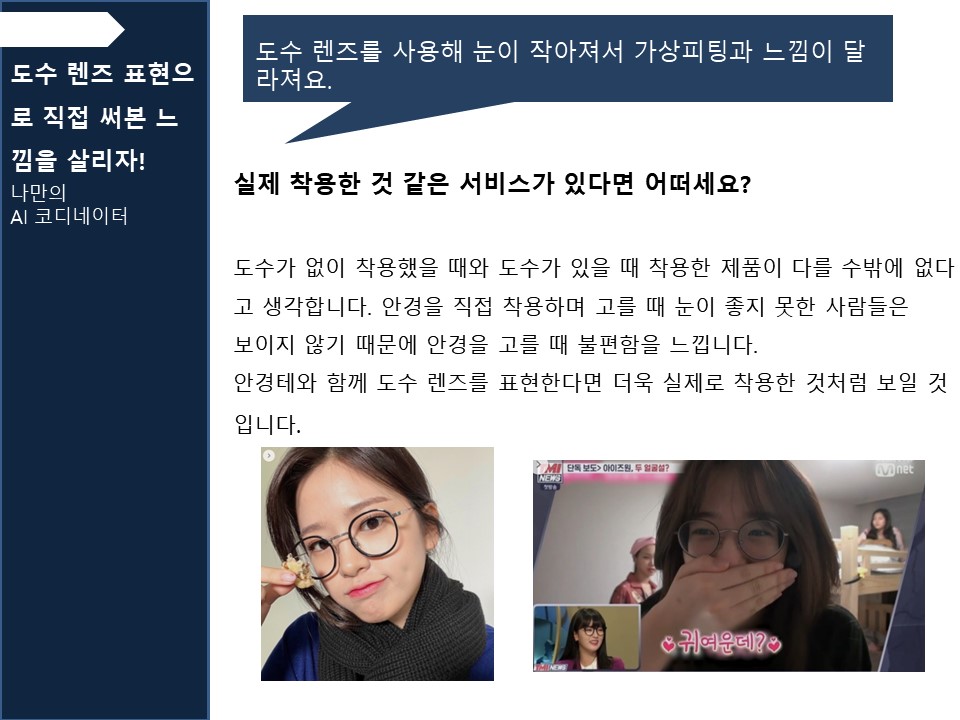 도수 렌즈 표현으
로 직접 써본 느
낌을 살리자!
나만의
AI 코디네이터
도수 렌즈를 사용해 눈이 작아져서 가상피팅과 느낌이 달
라져요.
실제 착용한 것 같은 서비스가 있다면 어떠세요?
도수가 없이 착용했을 때와 도수가 있을 때 착용한 제품이 다를 수밖에 없다
고 생각합니다. 안경을 직접 착용하며 고를 때 눈이 좋지 못한 사람들은
보이지 않기 때문에 안경을 고를 때 불편함을 느낍니다.
안경테와 함께 도수 렌즈를 표현한다면 더욱 실제로 착용한 것처럼 보일 것
입니다.
TMI NEWS
단독 보도> 아이즈원, 두 얼굴설?
Mnet
귀여운데?
TMI NEWS